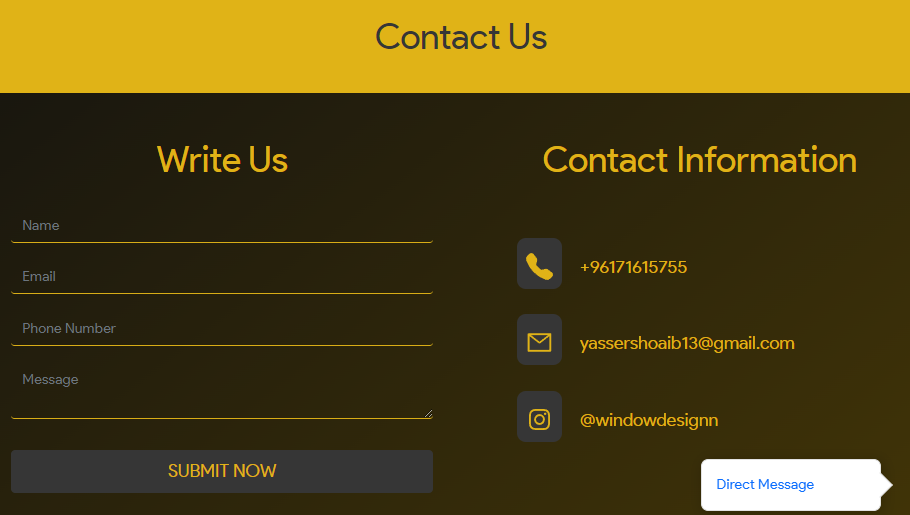 Contact Us
Write Us
Name
Email
Phone Number
Message
SUBMIT NOW
Contact Information
+96171615755
yassershoaib13@gmail.com
@windowdesignn
Direct Message